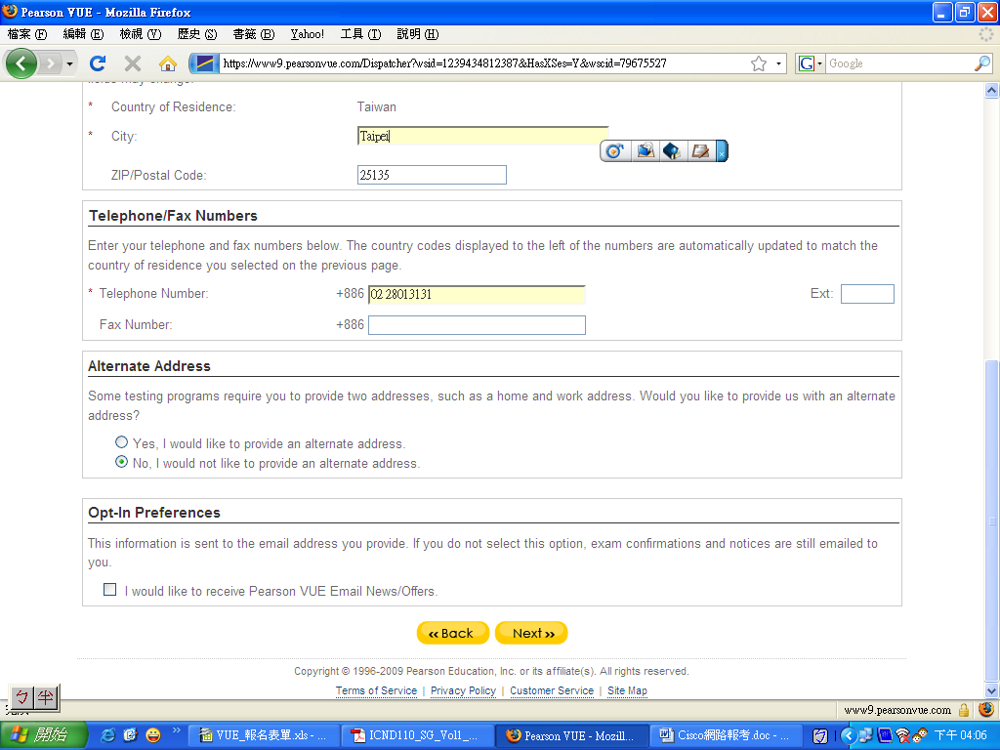 Pearson VUE - Mozilla Firefox
檔案 (F) 編輯 (E) 檢視 (V) 歷史 (S) 書籤 (B) Yahoo! 工具 (T) 說明 (H)
https://www9.pearsonvue.com/Dispatcher?wsid=1239434812387&HasXSes=Y&wscid=79675527
G Google
fields may change.
* Country of Residence: Taiwan
* City: Taipei
ZIP/Postal Code: 25135
Telephone/Fax Numbers
Enter your telephone and fax numbers below. The country codes displayed to the left of the numbers are automatically updated to match the
country of residence you selected on the previous page.
* Telephone Number: +886 02 28013131 Ext:
Fax Number: +886
Alternate Address
Some testing programs require you to provide two addresses, such as a home and work address. Would you like to provide us with an alternate
address?
Yes, I would like to provide an alternate address.
No, I would not like to provide an alternate address.
Opt-In Preferences
This information is sent to the email address you provide. If you do not select this option, exam confirmations and notices are still emailed to
you.
I would like to receive Pearson VUE Email News/Offers.
‹‹ Back Next ››
Copyright © 1996-2009 Pearson Education, Inc. or its affiliate(s). All rights reserved.
Terms of Service | Privacy Policy | Customer Service | Site Map
ㄅ 半
www9.pearsonvue.com
開始 VUE_報名表單.xls - ... ICND110_SG_Vol1_... Pearson VUE - Mozill... Cisco網路報考.doc - ... 下午 04:06